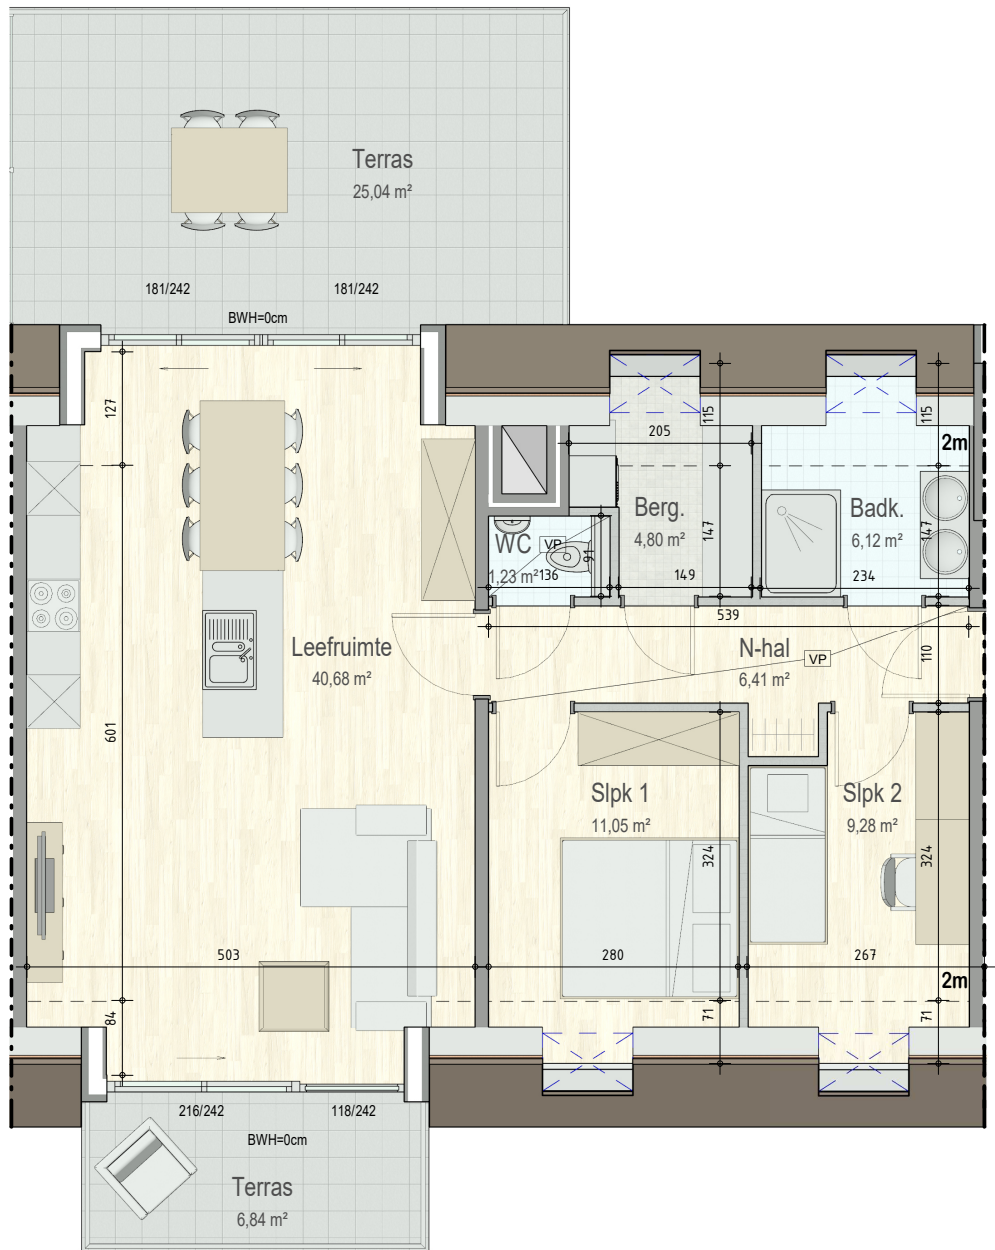 Terras
25,04 m²
181/242
181/242
BWH=0cm
127
115
115
205
2m
Berg.
4,80 m²
147
Badk.
6,12 m²
147
WC
VP
91
1,23 m²
136
149
234
539
Leefruimte
40,68 m²
N-hal
6,41 m²
VP
110
601
Slpk 1
11,05 m²
324
Slpk 2
9,28 m²
324
503
280
267
2m
84
71
71
216/242
118/242
BWH=0cm
Terras
6,84 m²